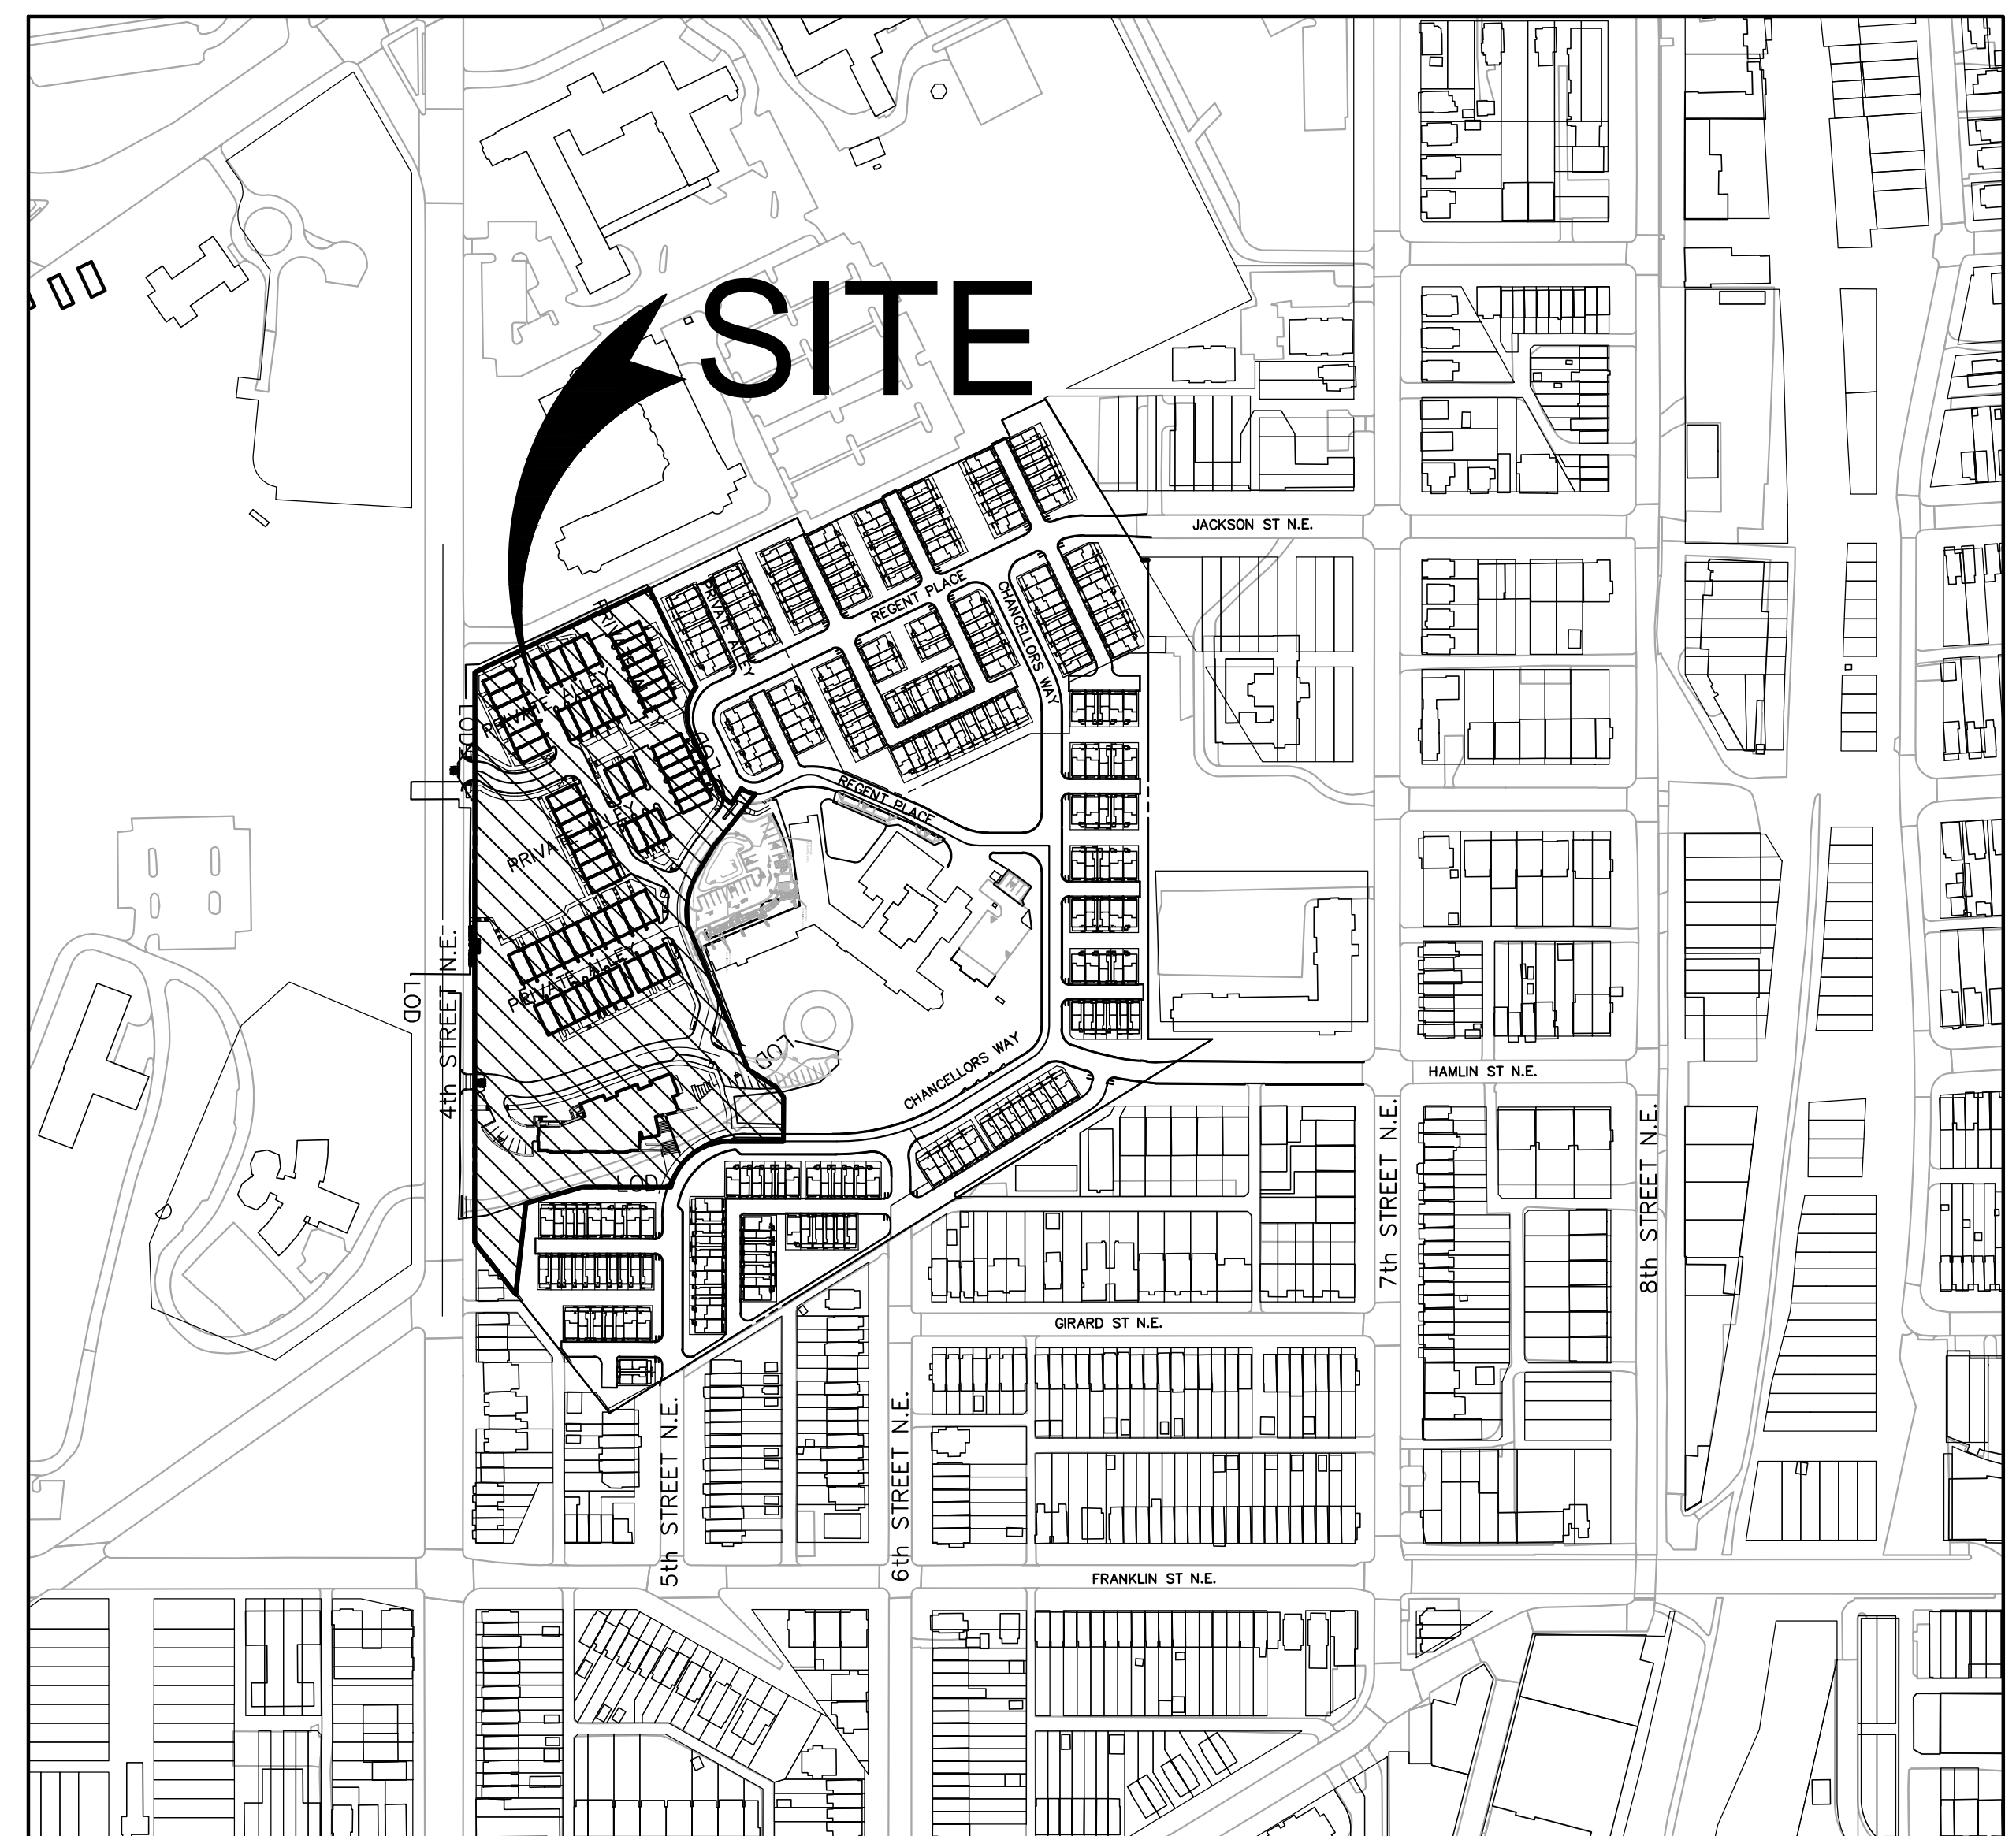 SITE
JACKSON ST N.E.
REGENT PLACE
CHANCELLORS WAY
PRIVATE ALLEY
PRIVATE ALLEY
PRIVATE ALLEY
LOD
LOD
REGENT PLACE
PRIVATE ALLEY
PRIVATE ALLEY
4th STREET N.E.
LOD
LOD
CHANCELLORS WAY
HAMLIN ST N.E.
7th STREET N.E.
8th STREET N.E.
LOD
GIRARD ST N.E.
5th STREET N.E.
6th STREET N.E.
FRANKLIN ST N.E.